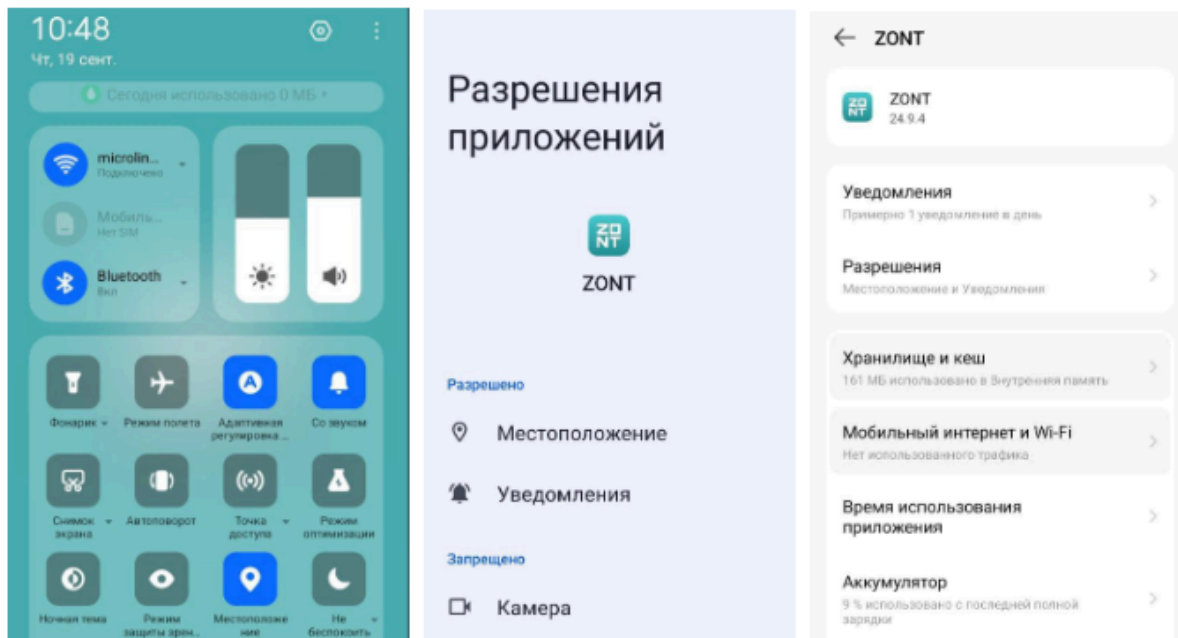 10:48
Чт, 19 сент.
Сегодня использовано 0 МБ
microlin...
Подключено
Мобиль...
Нет SIM
Bluetooth
Вкл
Фонарик
Режим полета
Адаптивная
регулировка ...
Со звуком
Снимок
экрана
Автоповорот
Точка
доступа
Режим
оптимизации
Ночная тема
Режим
защиты зрен...
Местоположе
ние
Не
беспокоить
Разрешения
приложений
ZONT
ZONT
Разрешено
Местоположение
Уведомления
Запрещено
Камера
ZONT
ZONT
ZONT
24.9.4
Уведомления
Примерно 1 уведомление в день
Разрешения
Местоположение и Уведомления
Хранилище и кеш
161 МБ использовано в Внутренняя память
Мобильный интернет и Wi-Fi
Нет использованного трафика
Время использования
приложения
Аккумулятор
9 % использовано с последней полной
зарядки